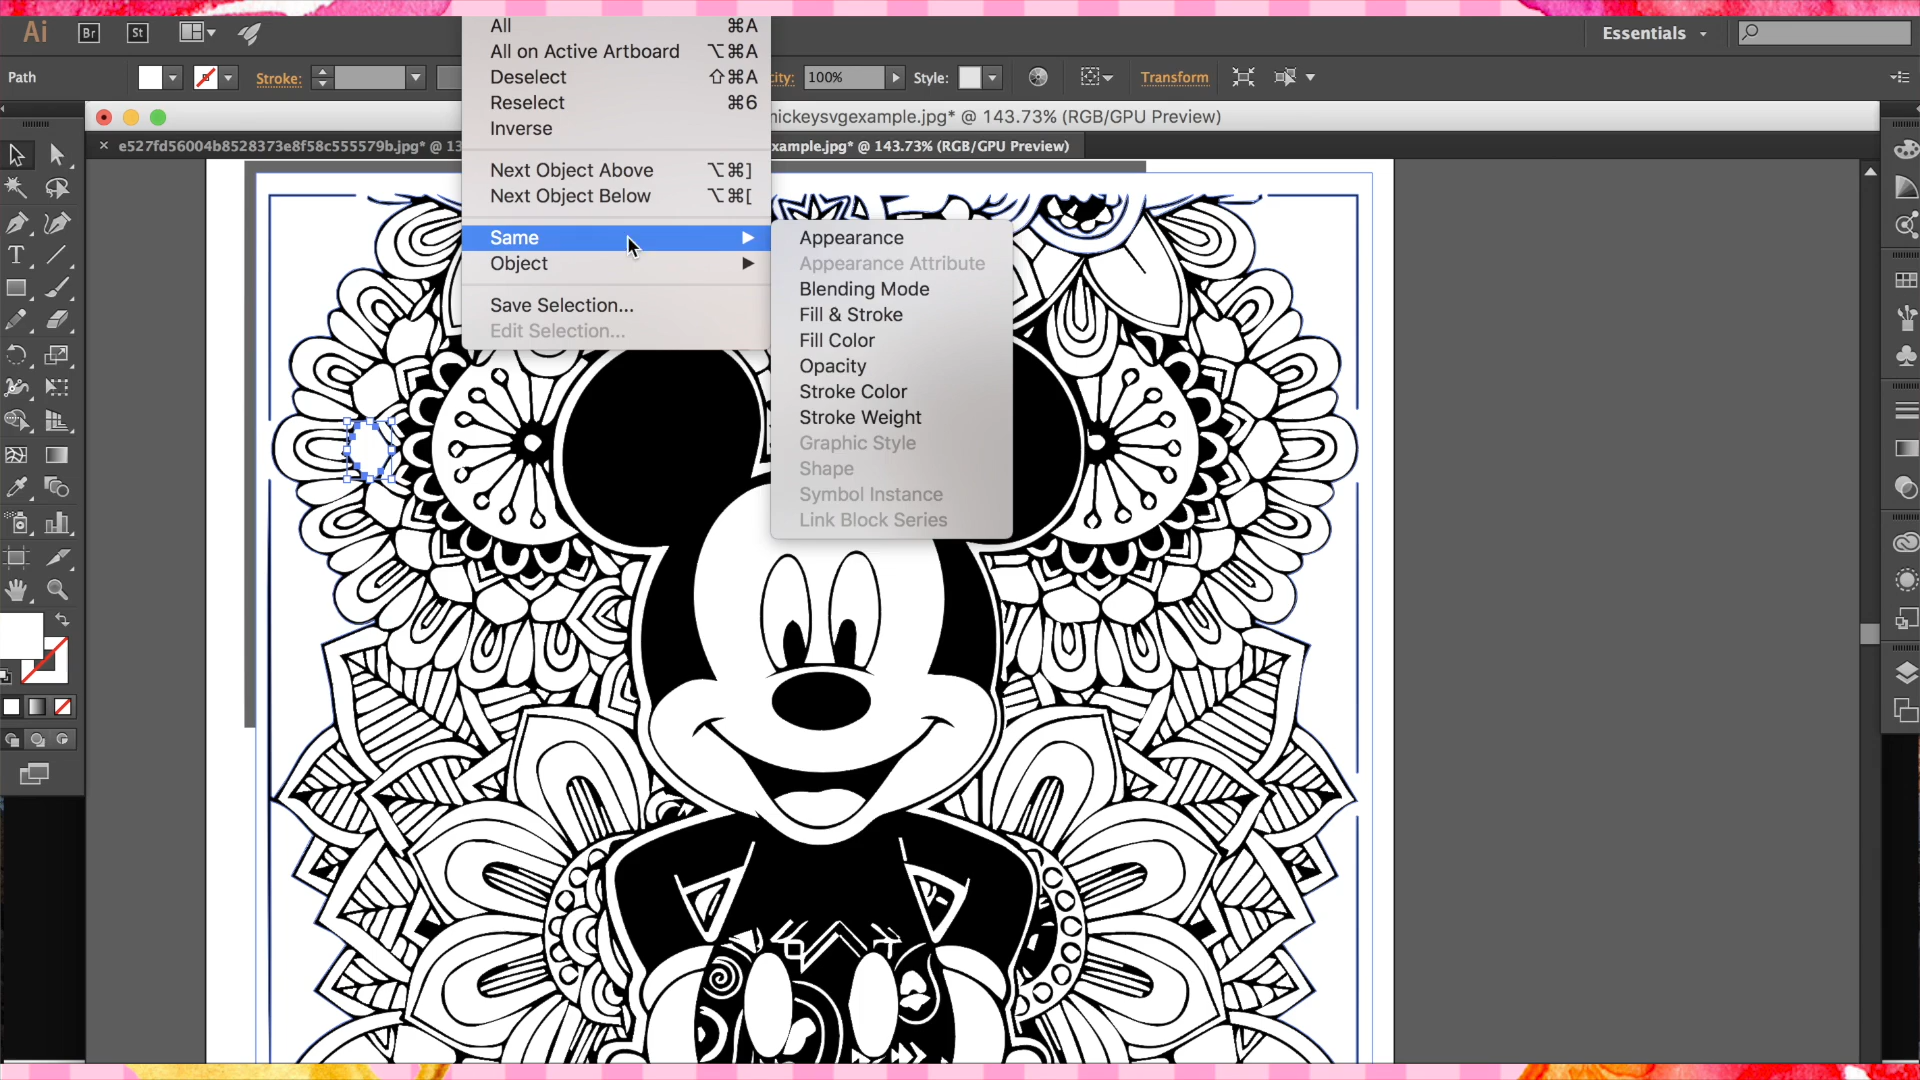 Ai
Br
St
Essentials
Path
Stroke:
100%
Style:
Transform
All ⌘A
All on Active Artboard ⌥⌘A
Deselect ⇧⌘A
Reselect ⌘6
Inverse
Next Object Above ⌥⌘]
Next Object Below ⌥⌘[
Same
Object
Save Selection...
Edit Selection...
Appearance
Appearance Attribute
Blending Mode
Fill & Stroke
Fill Color
Opacity
Stroke Color
Stroke Weight
Graphic Style
Shape
Symbol Instance
Link Block Series
nickeysvgexample.jpg* @ 143.73% (RGB/GPU Preview)
e527fd56004b8528373e8f58c555579b.jpg* @ 13
xample.jpg* @ 143.73% (RGB/GPU Preview)
T